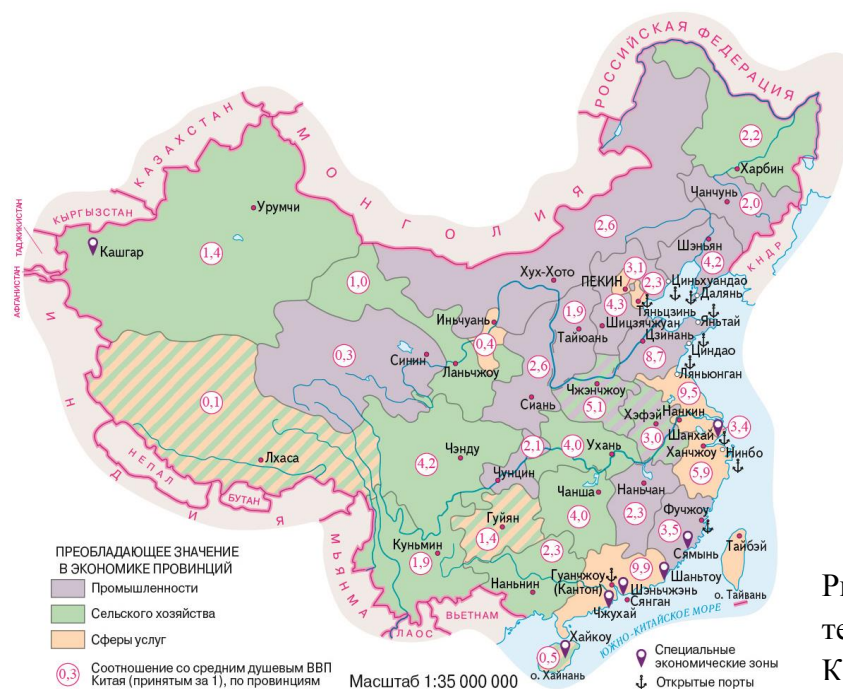 РОССИЙСКАЯ ФЕДЕРАЦИЯ
КАЗАХСТАН
МОНГОЛИЯ
КЫРГЫЗСТАН
ТАДЖИКИСТАН
АФГАНИСТАН
КНДР
ИНДИЯ
НЕПАЛ
БУТАН
МЬЯНМА
ЛАОС
ВЬЕТНАМ
2,2
Харбин
Чанчунь
2,0
Урумчи
Кашгар
1,4
2,6
Шэньян
4,2
1,0
Хух-Хото
ПЕКИН
3,1
2,3
Циньхуандао
Далянь
4,3
Тяньцзинь
Иньчуань
1,9
Шицзячжуан
Яньтай
0,4
Тайюань
Цзинань
0,3
Синин
Ланьчжоу
2,6
8,7
Циндао
Ляньюнган
0,1
Чжэнчжоу
5,1
9,5
Сиань
Хэфэй
Нанкин
3,4
Лхаса
4,2
Чэнду
2,1
4,0
Ухань
3,0
Шанхай
Ханчжоу
Нинбо
5,9
Чунцин
Чанша
Наньчан
4,0
2,3
Фучжоу
Гуйян
1,4
3,5
Тайбэй
Сямынь
Куньмин
1,9
2,3
9,9
Шаньтоу
о. Тайвань
Гуанчжоу
(Кантон)
Шэньчжэнь
Сянган
Наньнин
Чжухай
Хайкоу
0,5
о. Хайнань
ЮЖНО-КИТАЙСКОЕ МОРЕ
ПРЕОБЛАДАЮЩЕЕ ЗНАЧЕНИЕ
В ЭКОНОМИКЕ ПРОВИНЦИЙ
Промышленности
Сельского хозяйства
Сферы услуг
0,3
Соотношение со средним душевым ВВП
Китая (принятым за 1), по провинциям
Масштаб 1:35 000 000
Специальные
экономические зоны
Открытые порты